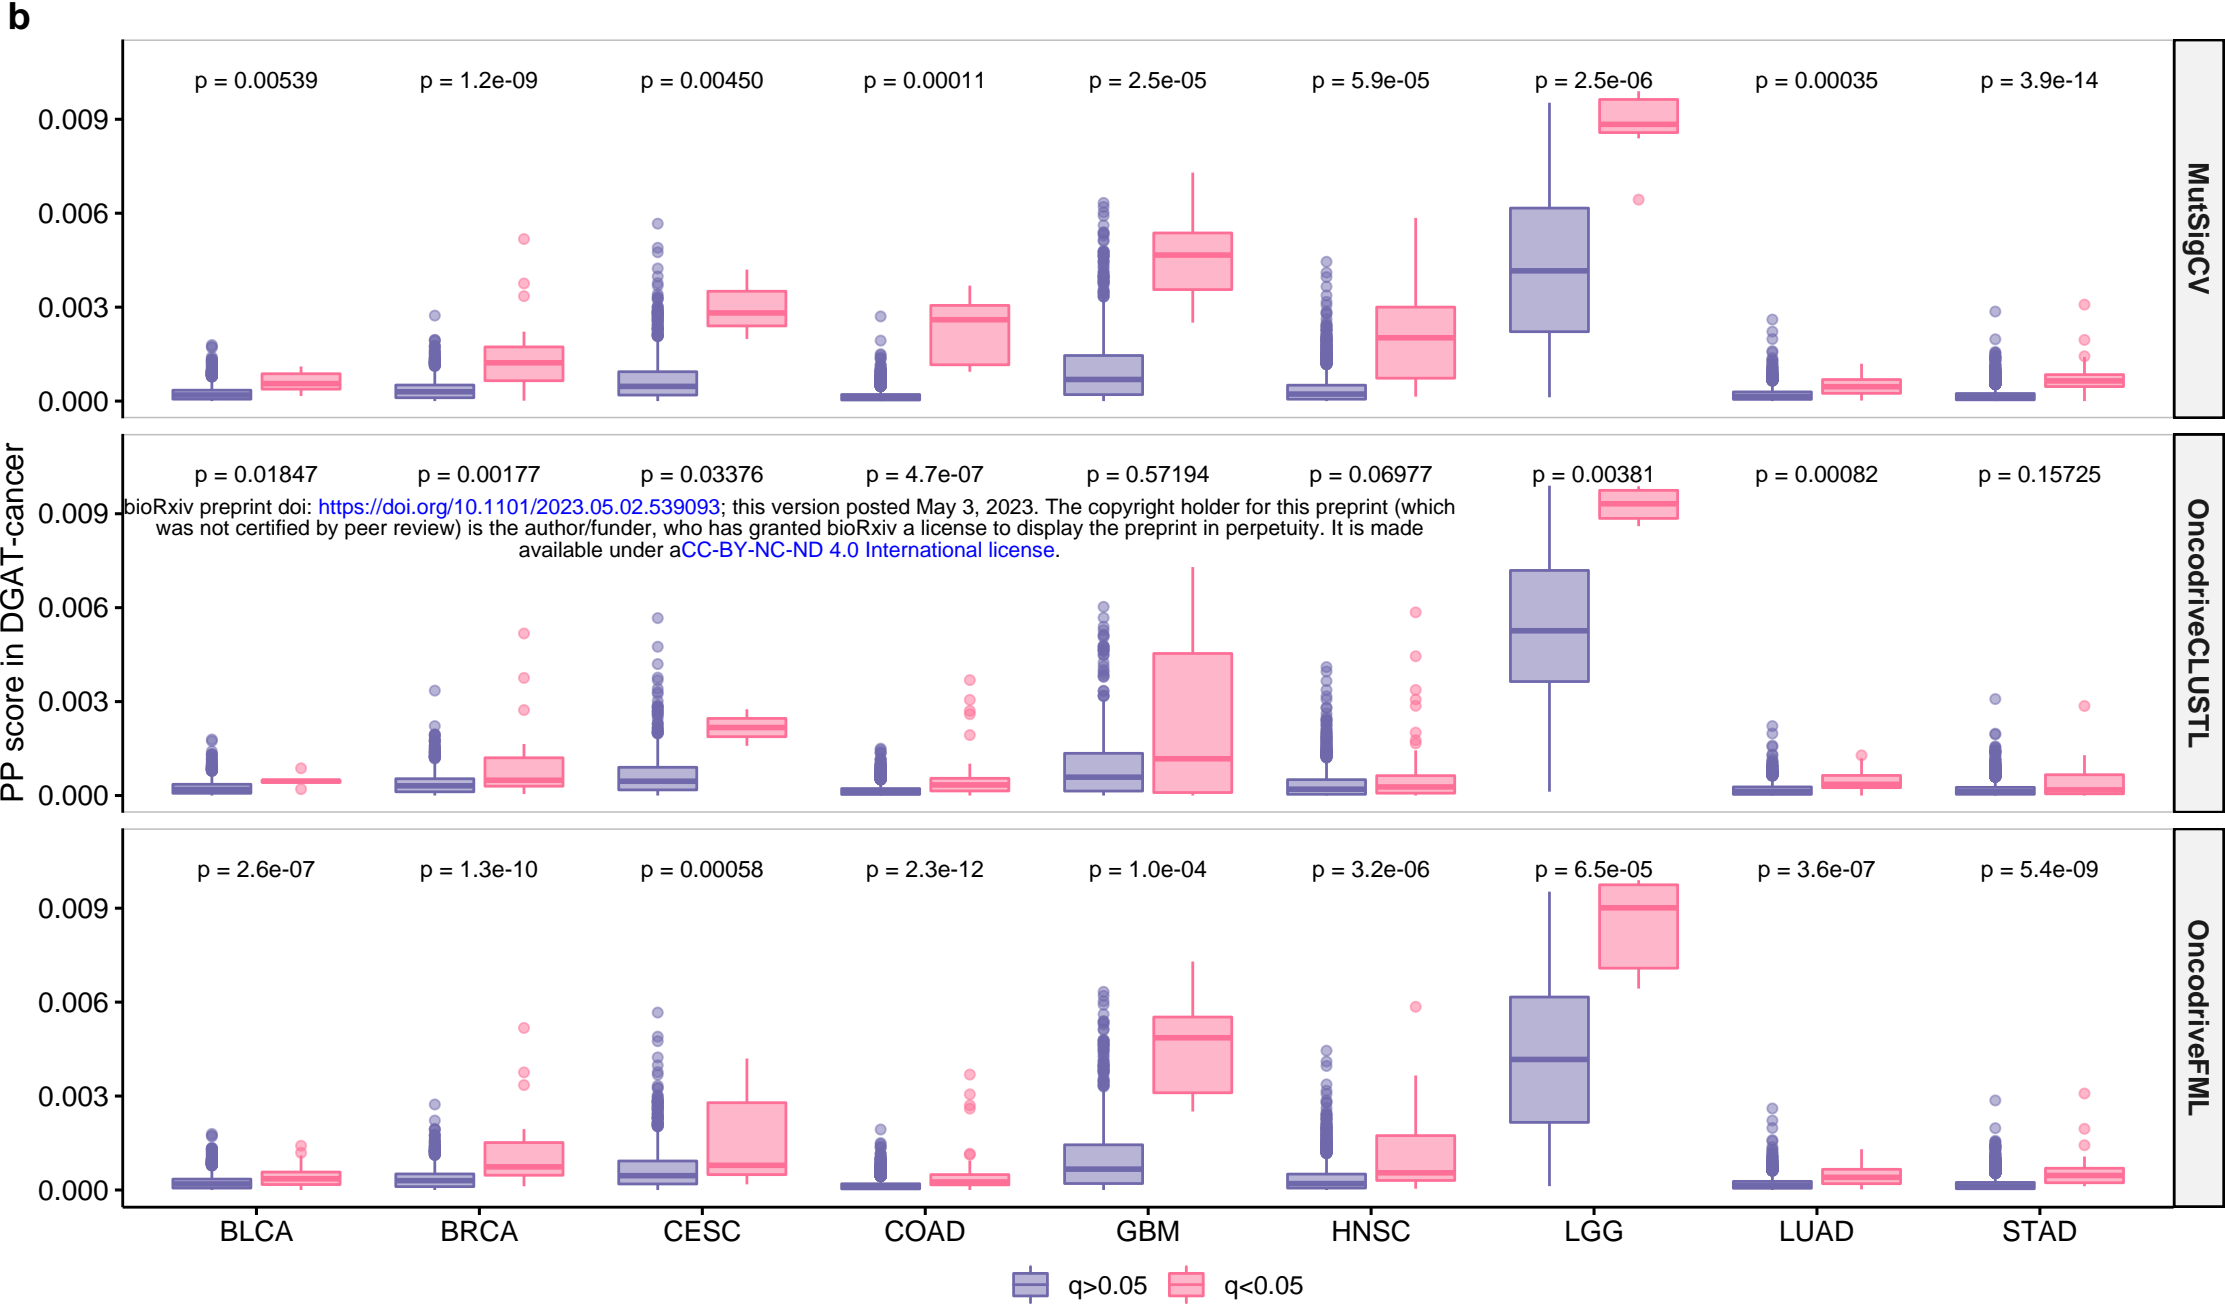 b
p = 0.00539 p = 1.2e-09 p = 0.00450 p = 0.00011 p = 2.5e-05 p = 5.9e-05 p = 2.5e-06 p = 0.00035 p = 3.9e-14
0.009
0.006
0.003
0.000
MutSigCV
PP score in DGAT-cancer
p = 0.01847 p = 0.00177 p = 0.03376 p = 4.7e-07 p = 0.57194 p = 0.06977 p = 0.00381 p = 0.00082 p = 0.15725
bioRxiv preprint doi: https://doi.org/10.1101/2023.05.02.539093; this version posted May 3, 2023. The copyright holder for this preprint (which
was not certified by peer review) is the author/funder, who has granted bioRxiv a license to display the preprint in perpetuity. It is made
available under aCC-BY-NC-ND 4.0 International license.
0.009
0.006
0.003
0.000
OncodriveCLUSTL
p = 2.6e-07 p = 1.3e-10 p = 0.00058 p = 2.3e-12 p = 1.0e-04 p = 3.2e-06 p = 6.5e-05 p = 3.6e-07 p = 5.4e-09
0.009
0.006
0.003
0.000
OncodriveFML
BLCA BRCA CESC COAD GBM HNSC LGG LUAD STAD
q>0.05 q<0.05